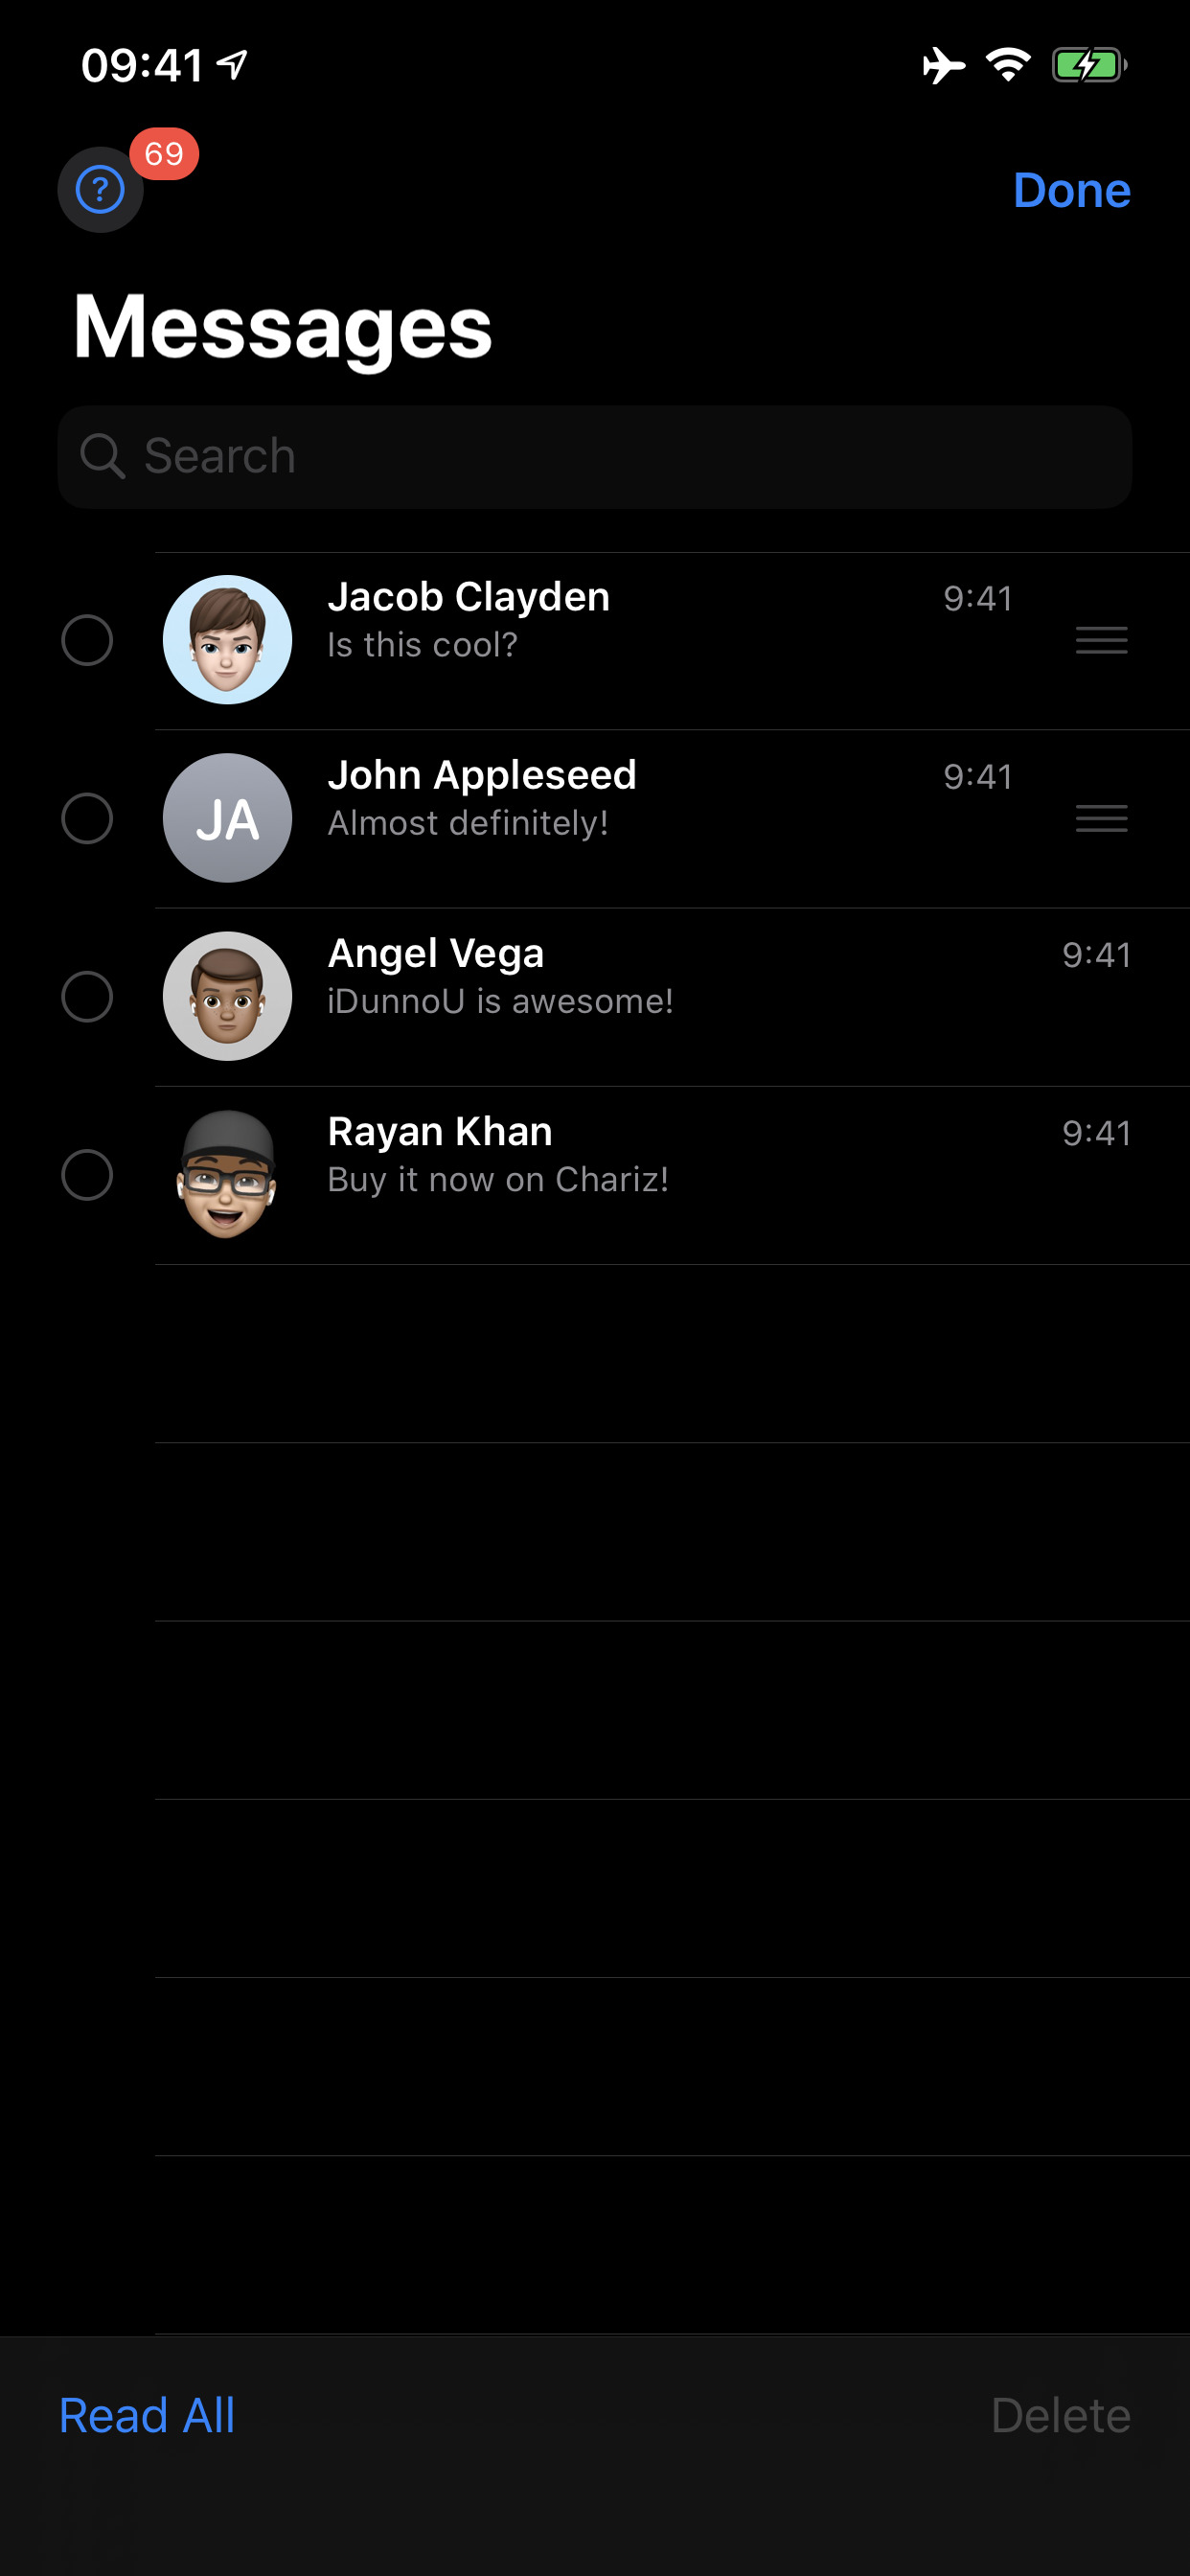 09:41
69
?
Done
Messages
Search
Jacob Clayden 9:41
Is this cool?
JA
John Appleseed 9:41
Almost definitely!
Angel Vega 9:41
iDunnoU is awesome!
Rayan Khan 9:41
Buy it now on Chariz!
Read All Delete